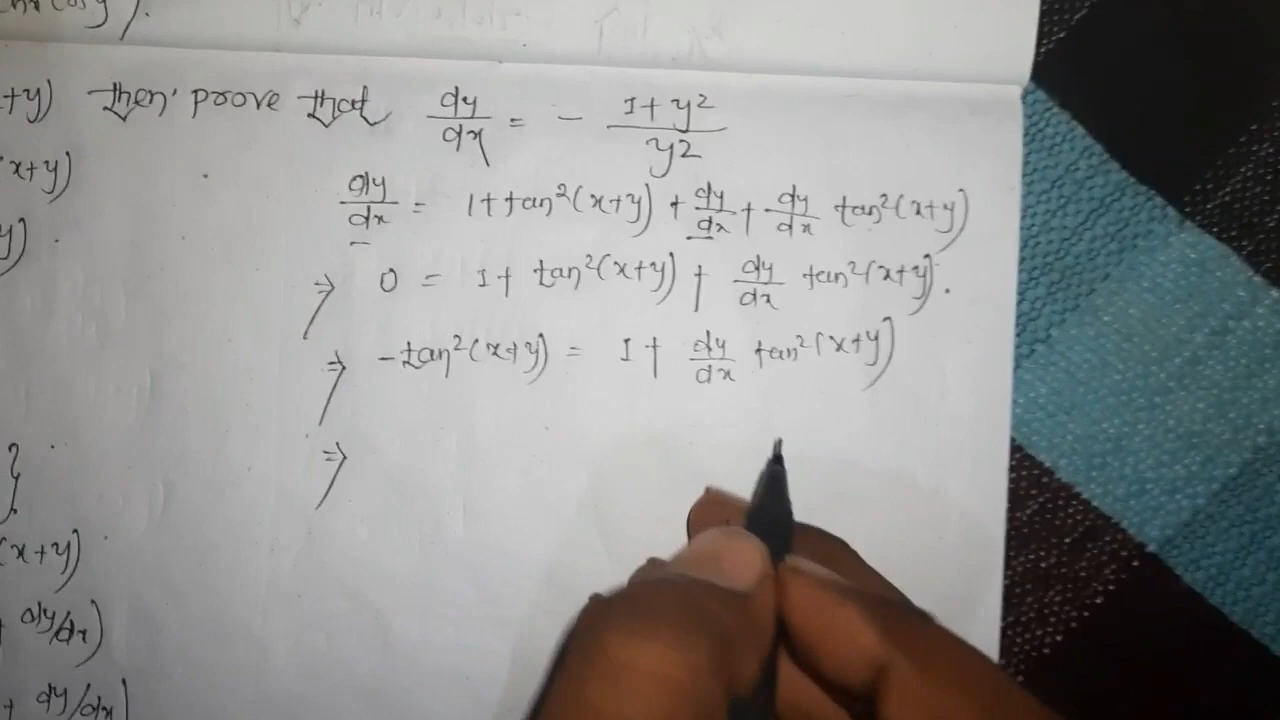 +y) then, prove that dy/dx = - 1+y²/y²
x+y)
dy/dx = 1+tan²(x+y) + dy/dx + dy/dx tan²(x+y)
y).
⇒ 0 = 1+ tan²(x+y) + dy/dx tan²(x+y).
⇒ -tan²(x+y) = 1+ dy/dx tan²(x+y)
⇒
}
(x+y)
dy/dx)
+ dy/dx)